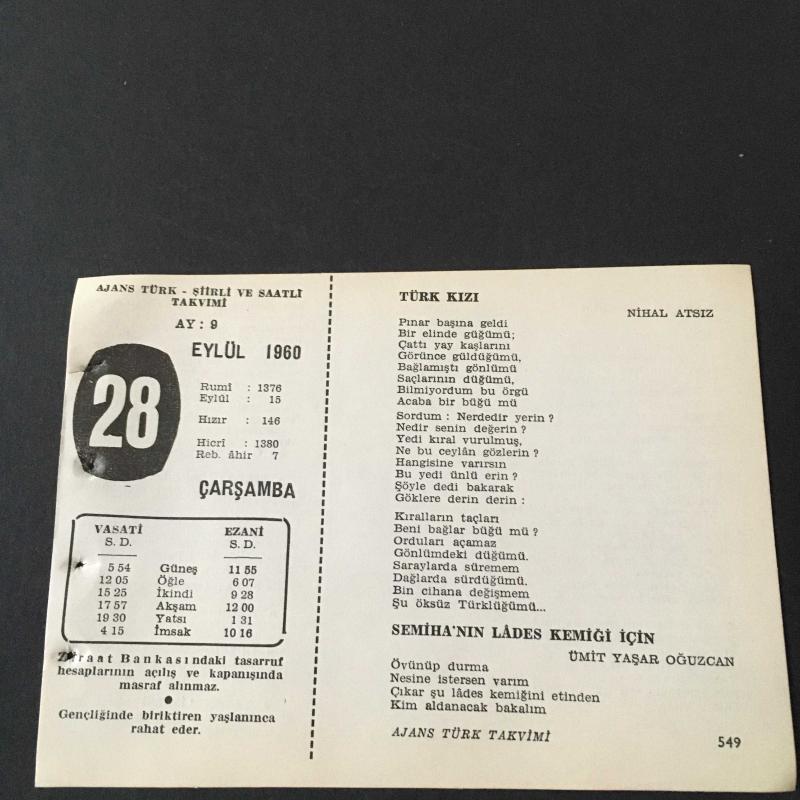 AJANS TÜRK - ŞİİRLİ VE SAATLİ
TAKVİMİ
AY : 9
EYLÜL 1960
28
Rumî : 1376
Eylül : 15
Hızır : 146
Hicrî : 1380
Reb. âhir 7
ÇARŞAMBA
VASATİ EZANİ
S. D. S. D.
5 54 Güneş 11 55
12 05 Öğle 6 07
15 25 İkindi 9 28
17 57 Akşam 12 00
19 30 Yatsı 1 31
4 15 İmsak 10 16
Ziraat Bankasındaki tasarruf
hesaplarının açılış ve kapanışında
masraf alınmaz.
Gençliğinde biriktiren yaşlanınca
rahat eder.
TÜRK KIZI
NİHAL ATSIZ
Pınar başına geldi
Bir elinde güğümü;
Çattı yay kaşlarını
Görünce güldüğümü,
Bağlamıştı gönlümü
Saçlarının düğümü,
Bilmiyordum bu örgü
Acaba bir büğü mü
Sordum : Nerdedir yerin ?
Nedir senin değerin ?
Yedi kıral vurulmuş,
Ne bu ceylân gözlerin ?
Hangisine varırsın
Bu yedi ünlü erin ?
Şöyle dedi bakarak
Göklere derin derin :
Kıralların taçları
Beni bağlar büğü mü ?
Orduları açamaz
Gönlümdeki düğümü.
Saraylarda süremem
Dağlarda sürdüğümü.
Bin cihana değişmem
Şu öksüz Türklüğümü...
SEMİHA'NIN LÂDES KEMİĞİ İÇİN
ÜMİT YAŞAR OĞUZCAN
Övünüp durma
Nesine istersen varım
Çıkar şu lâdes kemiğini etinden
Kim aldanacak bakalım
AJANS TÜRK TAKVİMİ
549